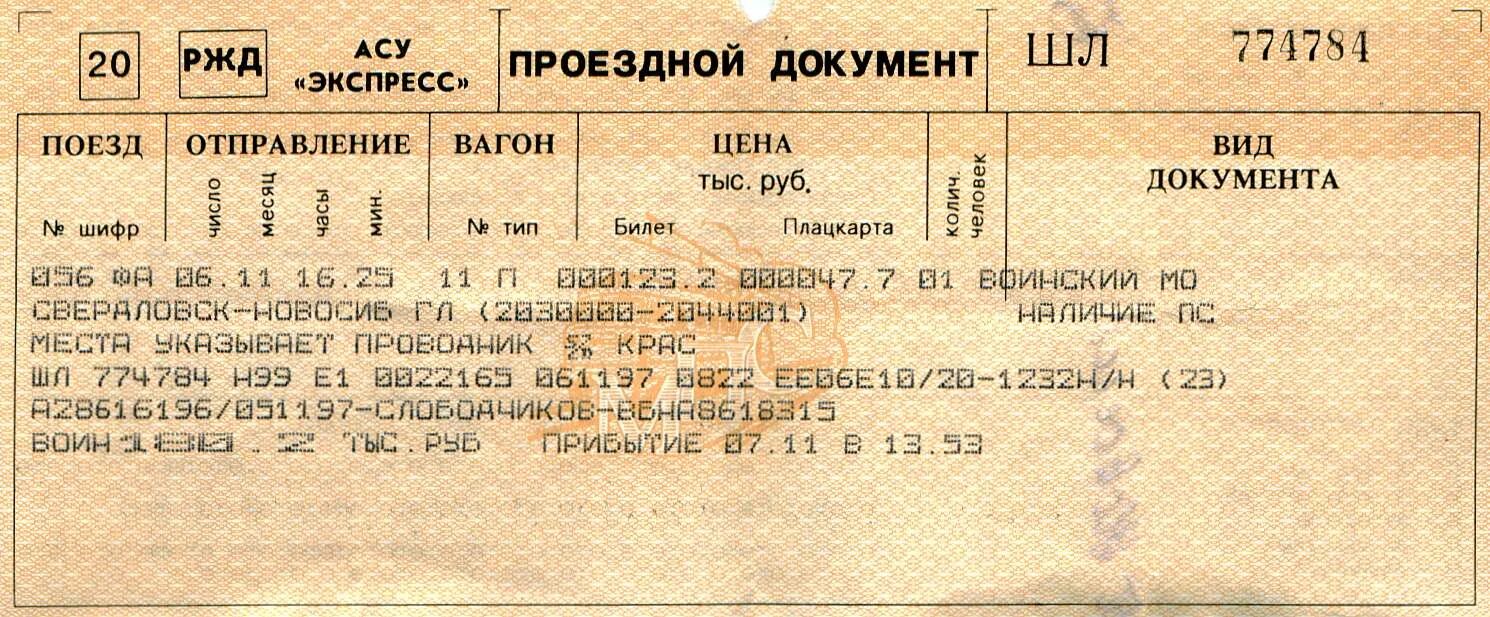 20 РЖД АСУ «ЭКСПРЕСС» ПРОЕЗДНОЙ ДОКУМЕНТ ШЛ 774784
ПОЕЗД ОТПРАВЛЕНИЕ ВАГОН ЦЕНА ВИД
тыс. руб. ДОКУМЕНТА
№ шифр число месяц часы мин. № тип Билет Плацкарта колич. человек
056 ФА 06.11 16.25 11 П 000123.2 000047.7 01 ВОИНСКИЙ МО
СВЕРДЛОВСК-НОВОСИБ ГЛ (2030000-2044001) НАЛИЧИЕ ПС
МЕСТА УКАЗЫВАЕТ ПРОВОДНИК КРАС
ШЛ 774784 Н99 Е1 0022165 061197 0822 ЕЕ06Е10/20-1232Н/Н (23)
А28616196/051197-СЛОБОДЧИКОВ-ВБНА8618315
ВОИН ТЫС.РУБ ПРИБЫТИЕ 07.11 В 13.53
МПС